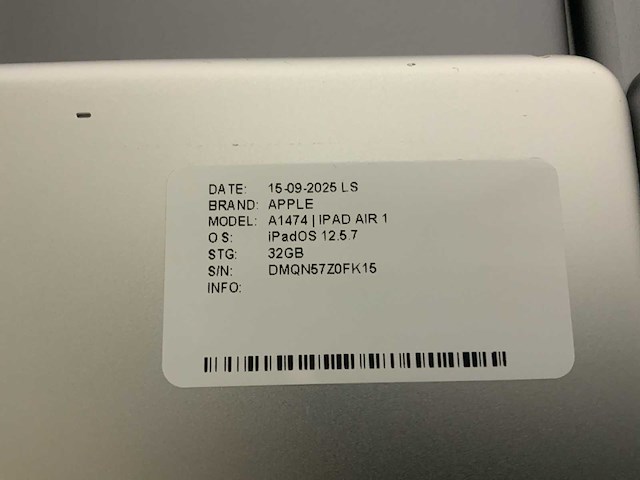 DATE: 15-09-2025 LS
BRAND: APPLE
MODEL: A1474 | IPAD AIR 1
OS: iPadOS 12.5.7
STG: 32GB
S/N: DMQN57Z0FK15
INFO: